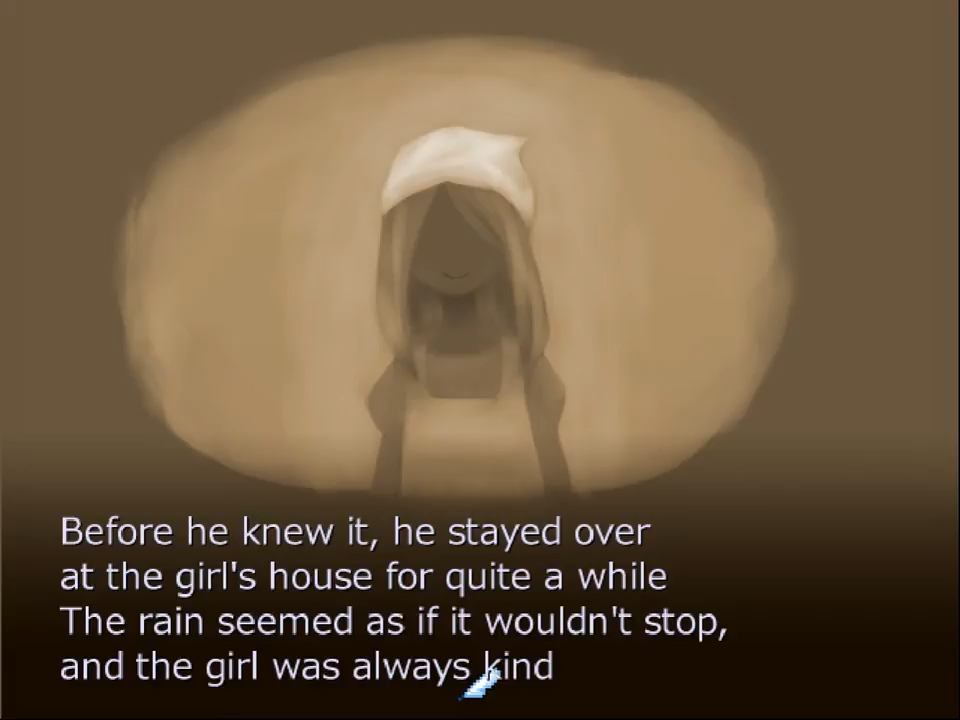 Before he knew it, he stayed over
at the girl's house for quite a while
The rain seemed as if it wouldn't stop,
and the girl was always kind